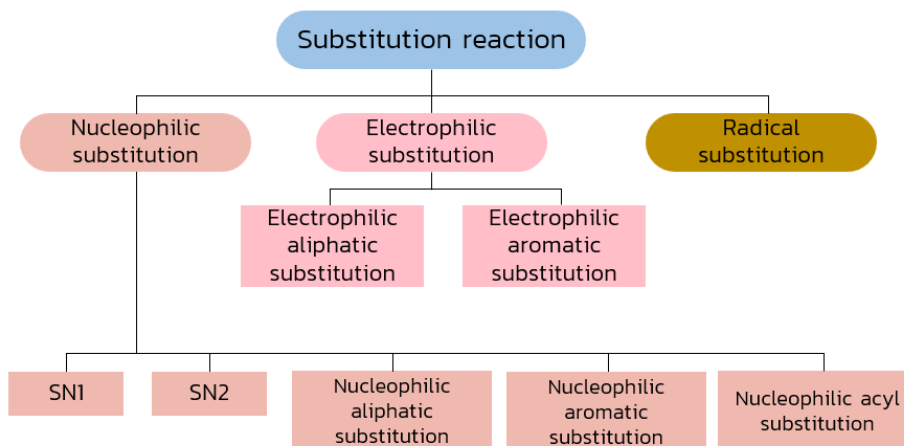 Substitution reaction
Nucleophilic
substitution
Electrophilic
substitution
Radical
substitution
Electrophilic
aliphatic
substitution
Electrophilic
aromatic
substitution
SN1
SN2
Nucleophilic
aliphatic
substitution
Nucleophilic
aromatic
substitution
Nucleophilic acyl
substitution